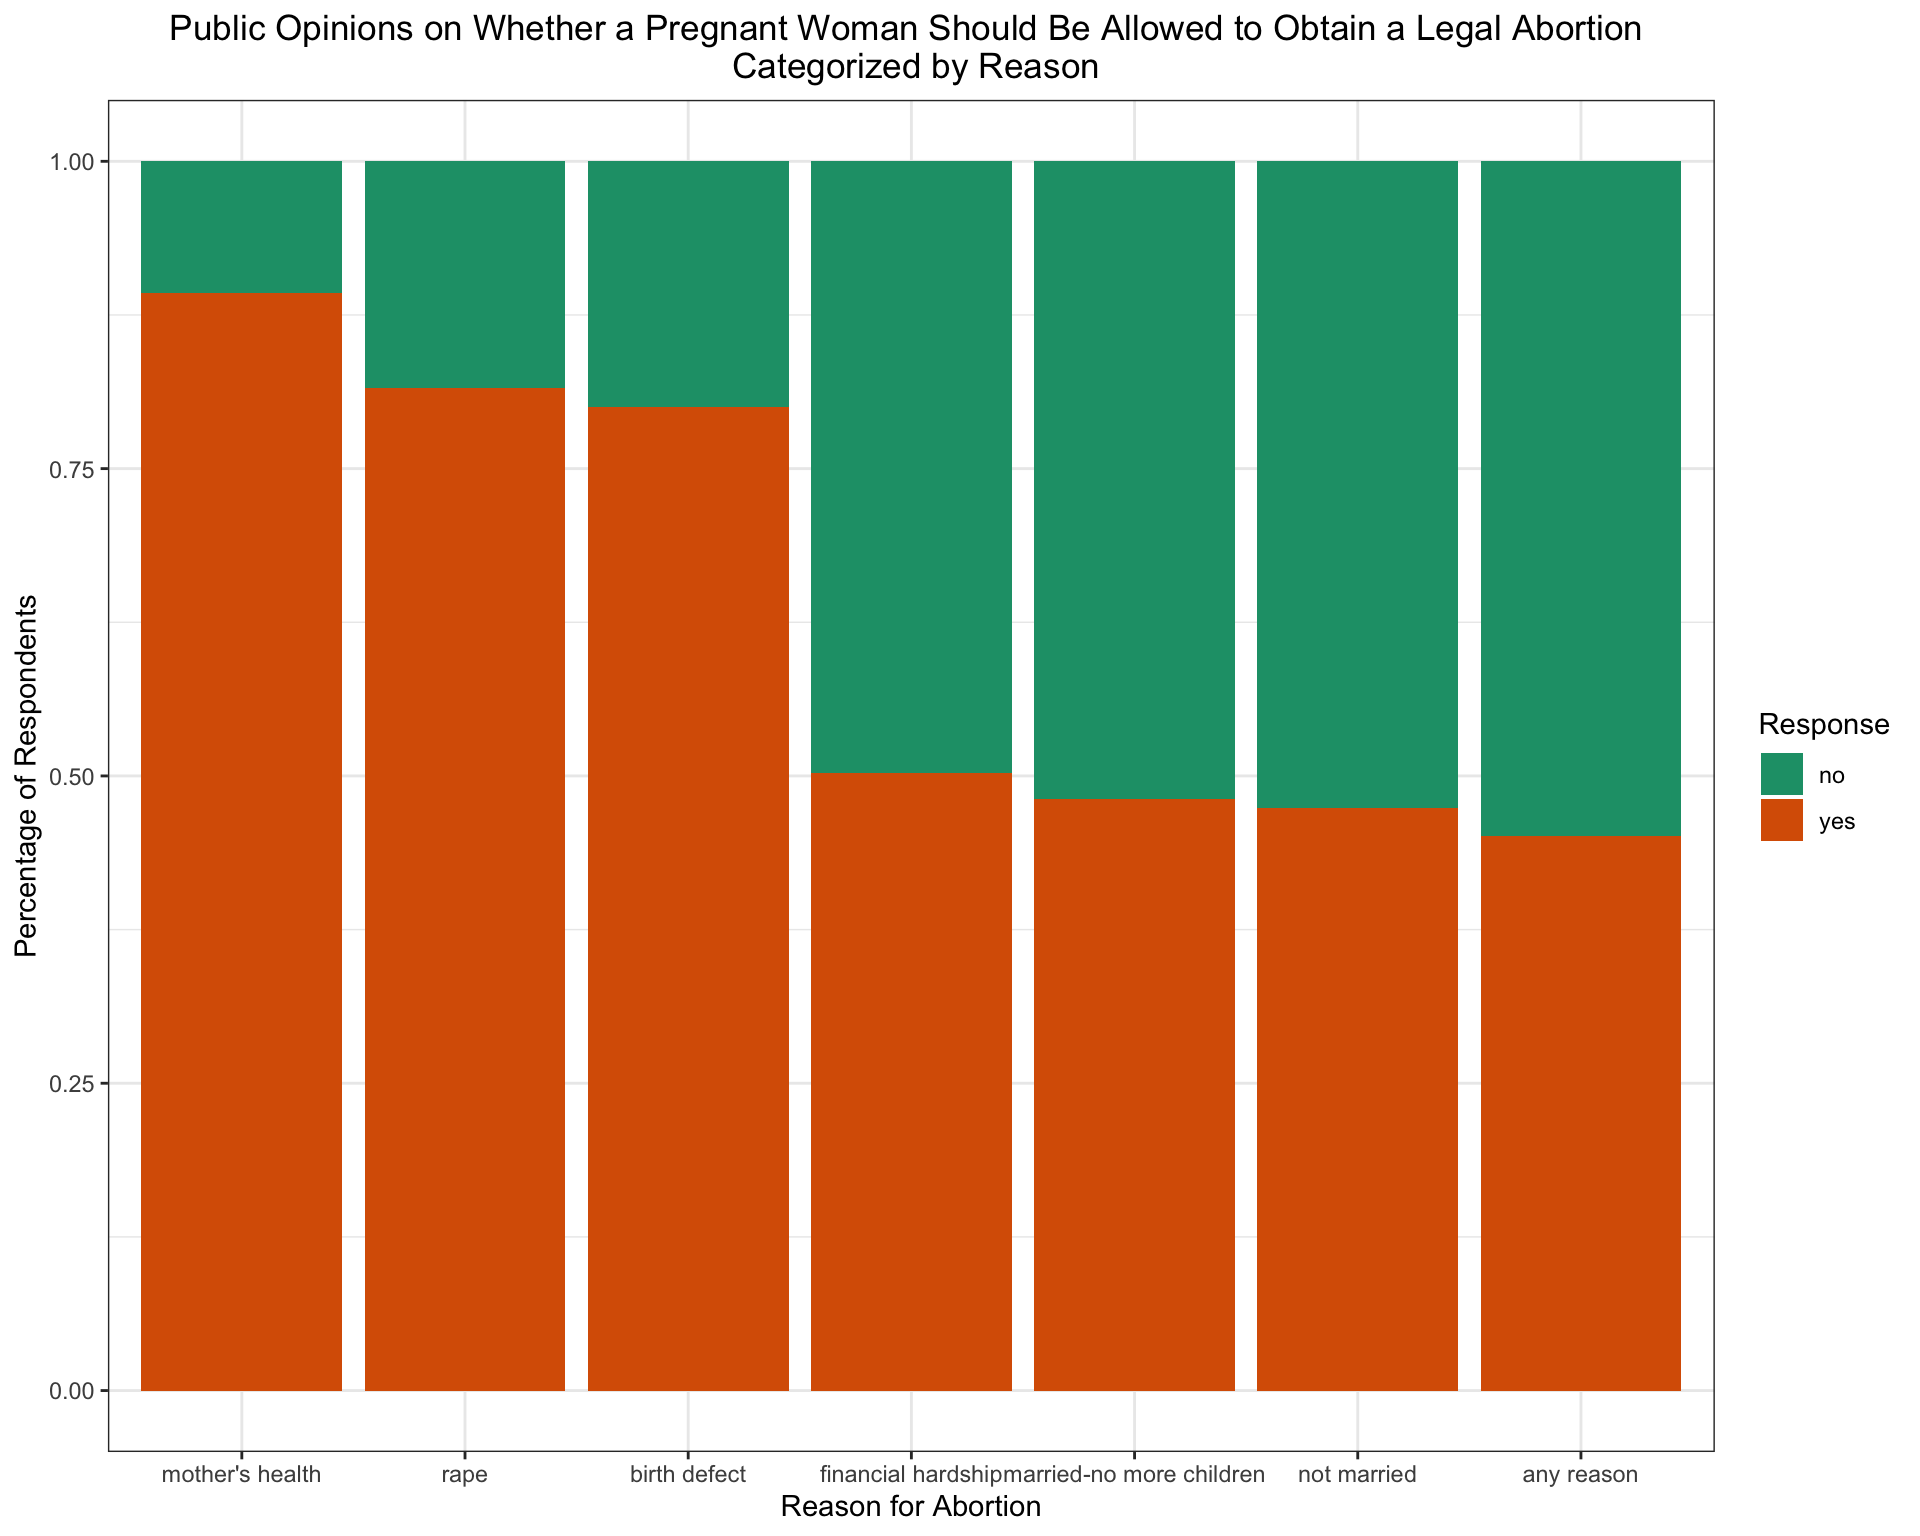 Public Opinions on Whether a Pregnant Woman Should Be Allowed to Obtain a Legal Abortion
Categorized by Reason
Percentage of Respondents
1.00
0.75
0.50
0.25
0.00
mother's health
rape
birth defect
financial hardship
married-no more children
not married
any reason
Reason for Abortion
Response
no
yes